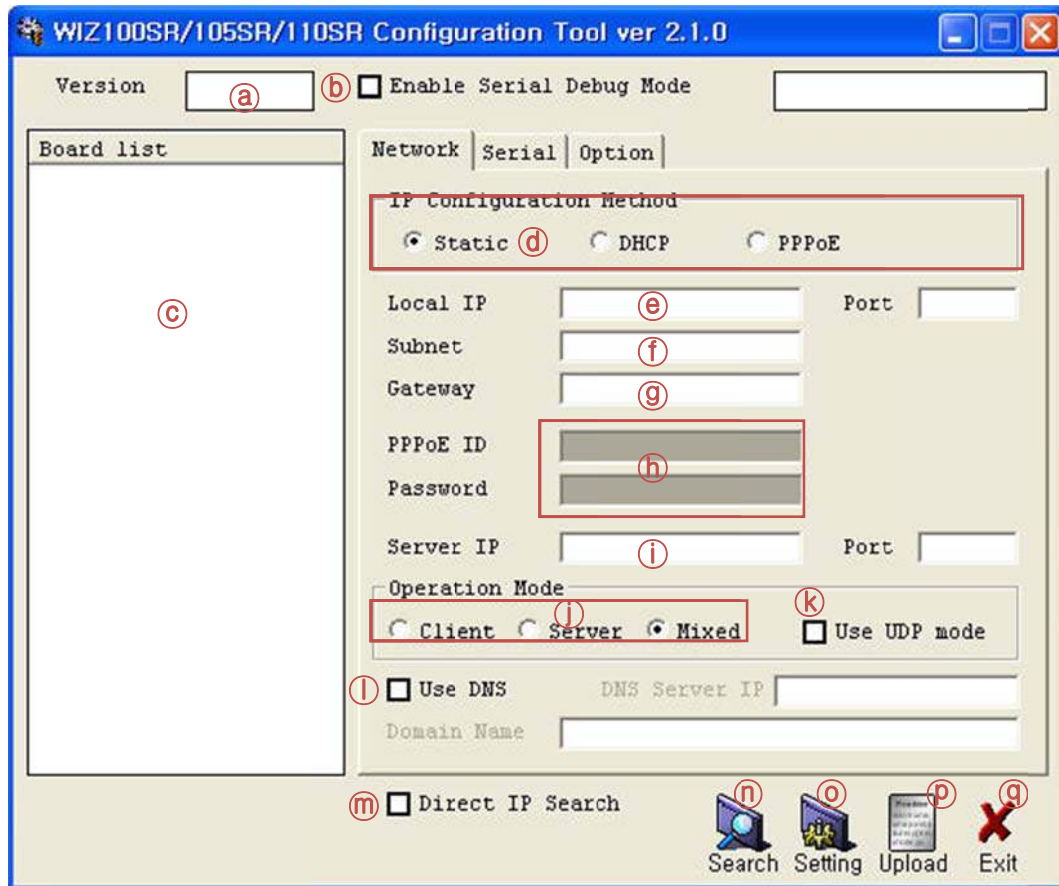 WIZ100SR/105SR/110SR Configuration Tool ver 2.1.0
Version ⓐ ⓑ Enable Serial Debug Mode
Board list
ⓒ
Network Serial Option
IP Configuration Method
Static ⓓ DHCP PPPoE
Local IP ⓔ Port
Subnet ⓕ
Gateway ⓖ
PPPoE ID
ⓗ
Password
Server IP ⓘ Port
Operation Mode
ⓙ ⓚ
Client Server Mixed Use UDP mode
ⓛ Use DNS DNS Server IP
Domain Name
ⓜ Direct IP Search
ⓝ ⓞ ⓟ ⓠ
Search Setting Upload Exit